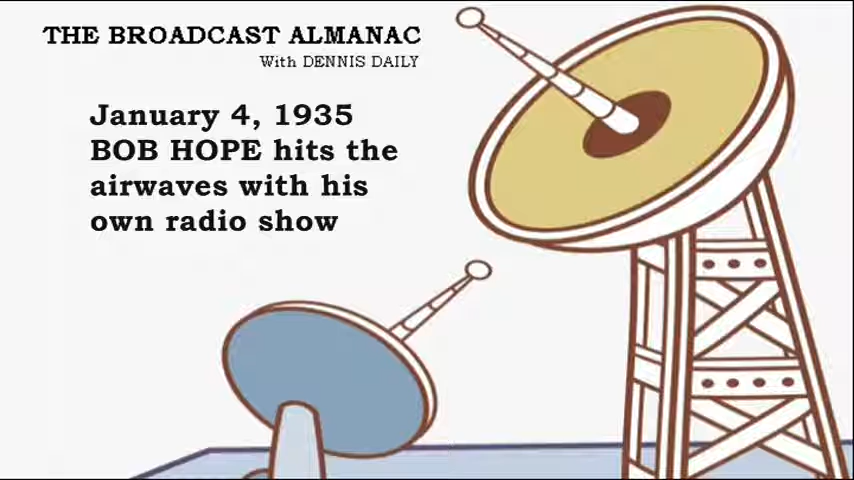 THE BROADCAST ALMANAC
With DENNIS DAILY
January 4, 1935
BOB HOPE hits the
airwaves with his
own radio show